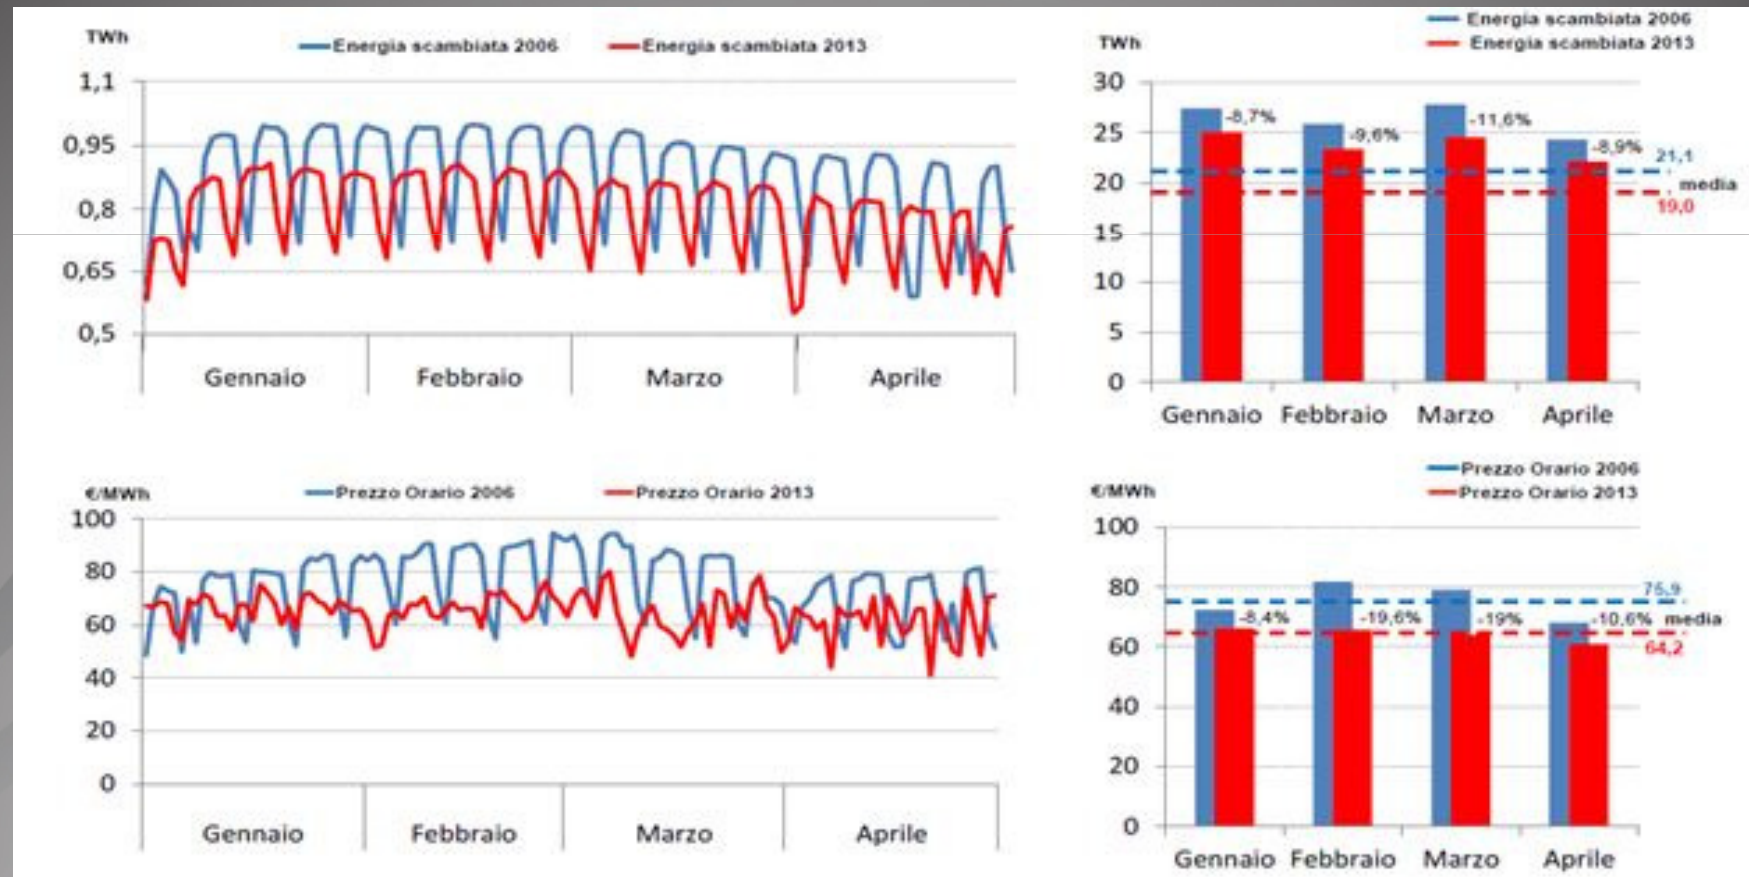 TWh
Energia scambiata 2006
Energia scambiata 2013
1,1
0,95
0,8
0,65
0,5
Gennaio Febbraio Marzo Aprile
Energia scambiata 2006
Energia scambiata 2013
TWh
30
25
20
15
10
5
0
-8,7%
-9,6%
-11,6%
-8,9%
21,1
media
19,0
Gennaio Febbraio Marzo Aprile
€/MWh
Prezzo Orario 2006
Prezzo Orario 2013
100
80
60
40
20
0
Gennaio Febbraio Marzo Aprile
Prezzo Orario 2006
Prezzo Orario 2013
€/MWh
100
80
60
40
20
0
75,9
-8,4%
-19,6%
-19%
-10,6%
media
64,2
Gennaio Febbraio Marzo Aprile